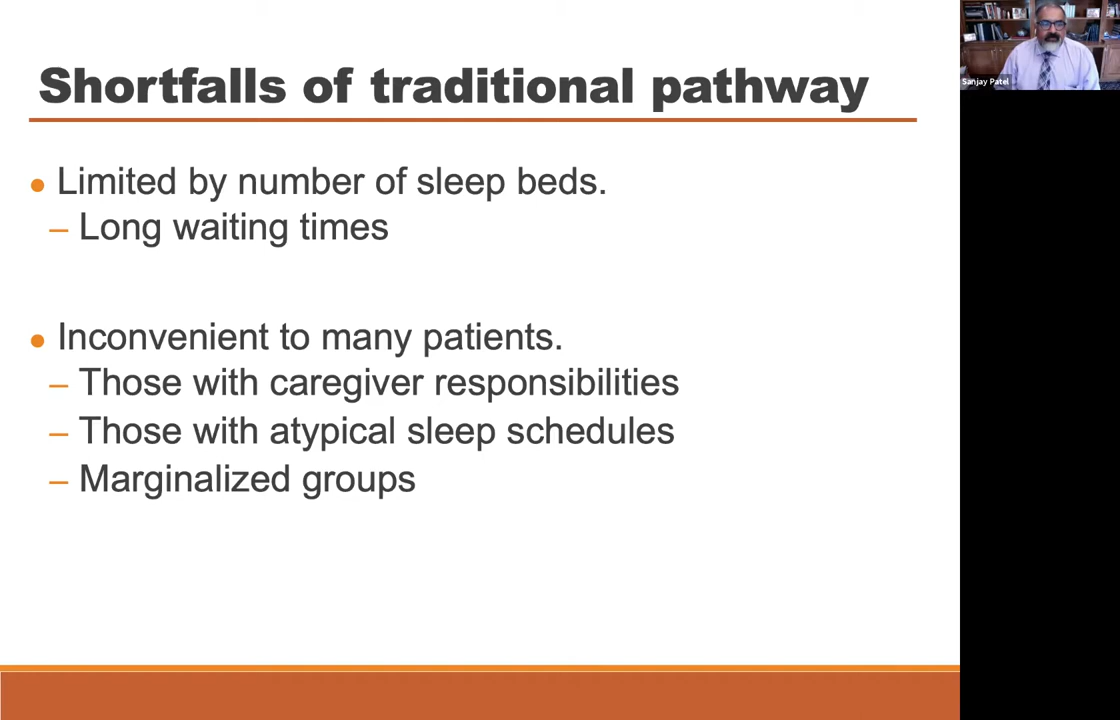 Shortfalls of traditional pathway
● Limited by number of sleep beds.
– Long waiting times
● Inconvenient to many patients.
– Those with caregiver responsibilities
– Those with atypical sleep schedules
– Marginalized groups
Sanjay Patel